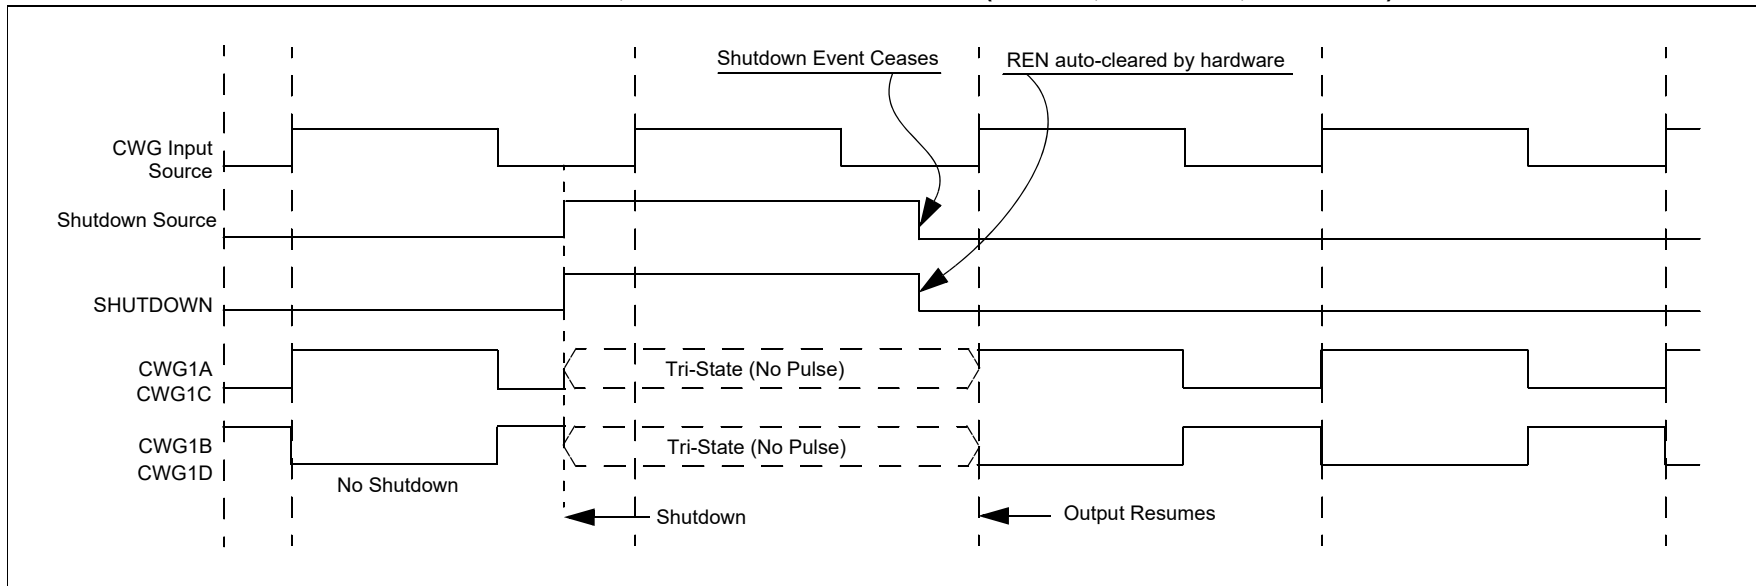 Shutdown Event Ceases
REN auto-cleared by hardware
CWG Input
Source
Shutdown Source
SHUTDOWN
CWG1A
CWG1C
Tri-State (No Pulse)
CWG1B
CWG1D
Tri-State (No Pulse)
No Shutdown
Shutdown
Output Resumes